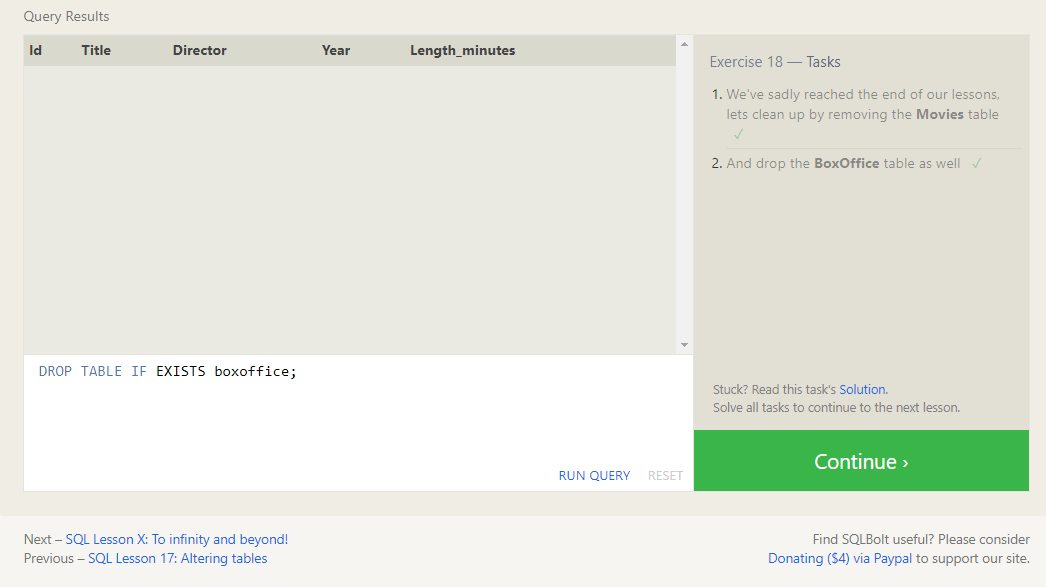 Query Results
Id Title Director Year Length_minutes
DROP TABLE IF EXISTS boxoffice;
RUN QUERY RESET
Exercise 18 — Tasks
1. We've sadly reached the end of our lessons,
lets clean up by removing the Movies table
✓
2. And drop the BoxOffice table as well ✓
Stuck? Read this task's Solution.
Solve all tasks to continue to the next lesson.
Continue ›
Next – SQL Lesson X: To infinity and beyond!
Previous – SQL Lesson 17: Altering tables
Find SQLBolt useful? Please consider
Donating ($4) via Paypal to support our site.